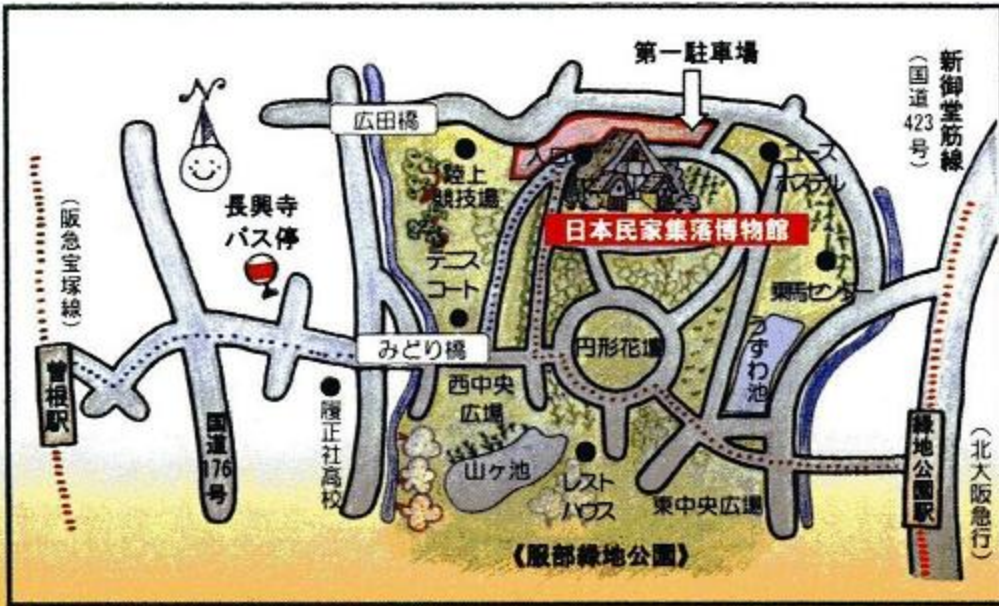 第一駐車場
新御堂筋線
（国道423号）
広田橋
入口
ユース
ホステル
陸上
競技場
長興寺
バス停
（阪急宝塚線）
日本民家集落博物館
テニス
コート
乗馬センター
みどり橋
円形花壇
うずわ池
曽根駅
西中央
広場
履正社高校
国道176号
山ヶ池
レスト
ハウス
東中央広場
緑地公園駅
（北大阪急行）
《服部緑地公園》